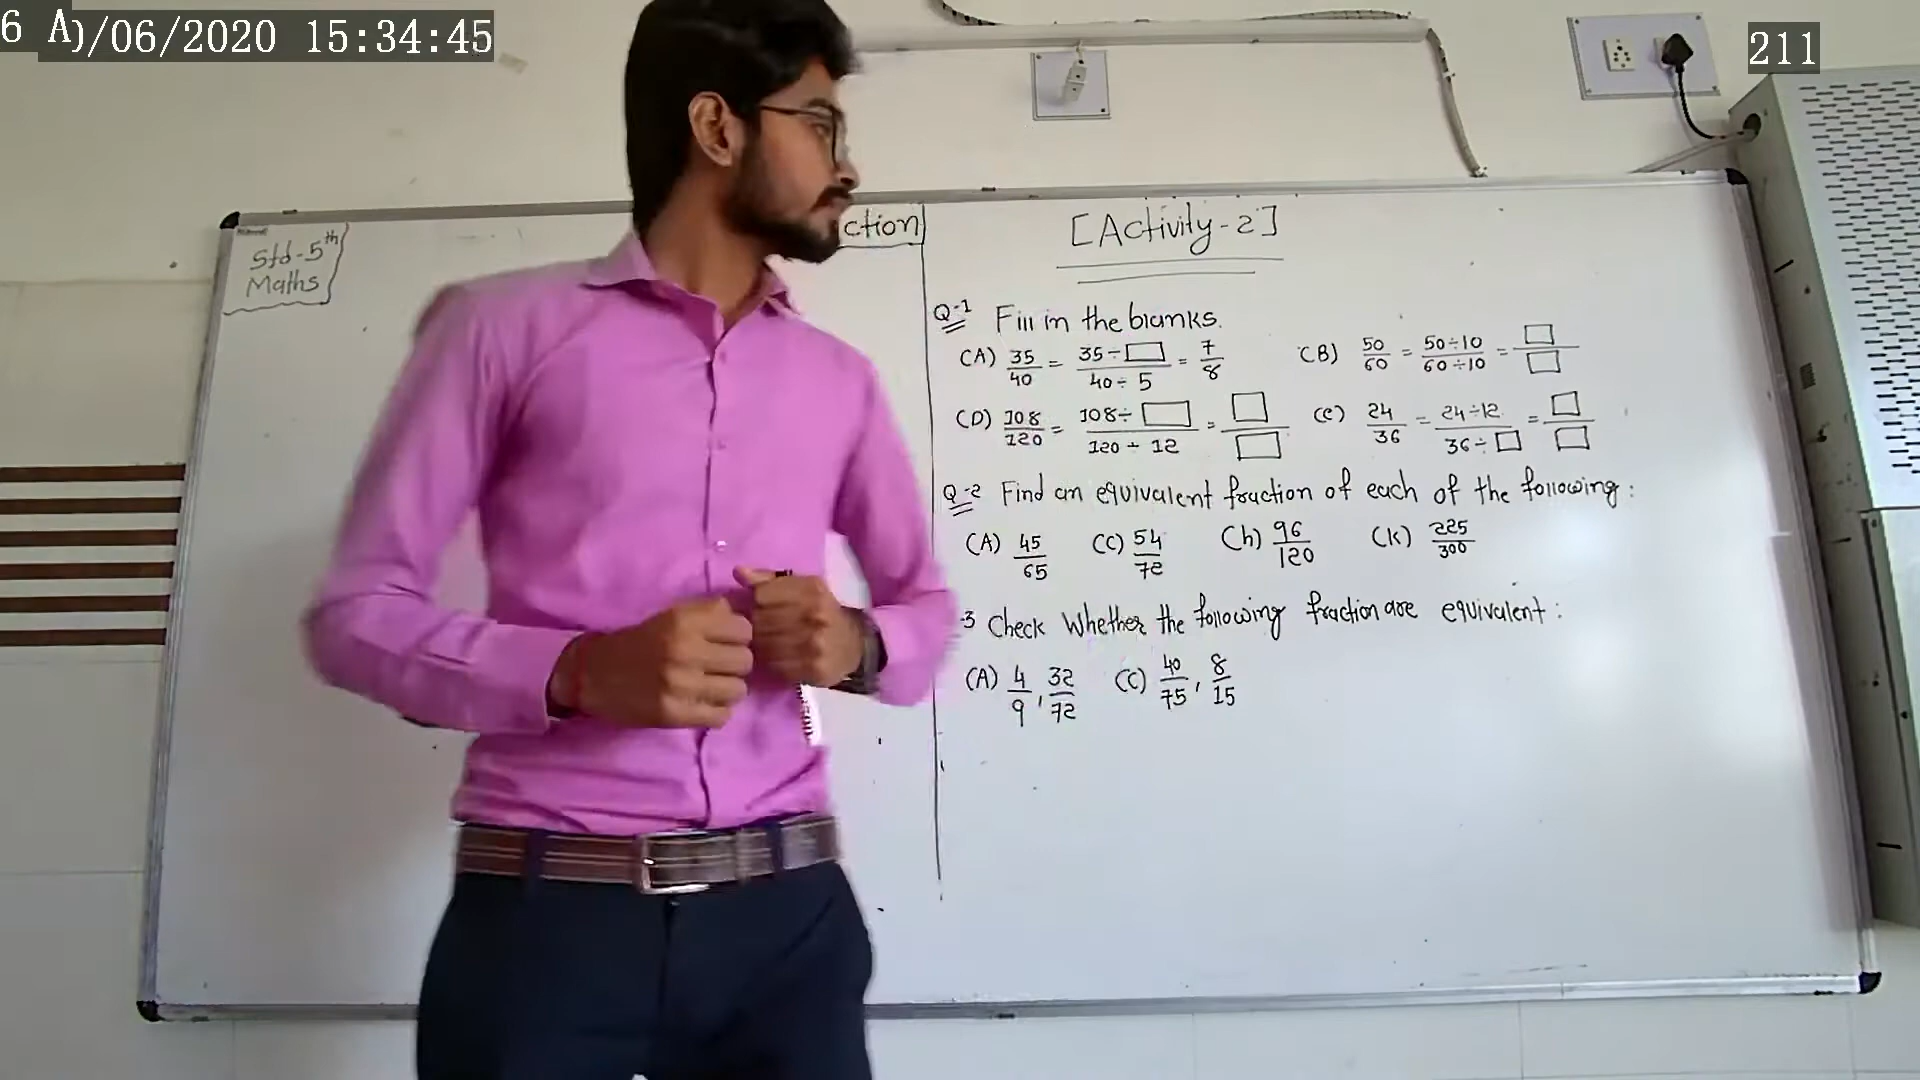 6 A
/06/2020 15:34:45
211
Std-5th
Maths
ction
[Activity-2]
Q-1 Fill in the blanks.
(A) 35/40 = 35÷□/40÷5 = 7/8 (B) 50/60 = 50÷10/60÷10 = □/□
(D) 108/120 = 108÷□/120÷12 = □/□ (e) 24/36 = 24÷12/36÷□ = □/□
Q-2 Find an equivalent fraction of each of the following:
(A) 45/65 (C) 54/72 (h) 96/120 (k) 225/300
-3 Check Whether the following fraction are equivalent:
(A) 4/9, 32/72 (C) 40/75, 8/15